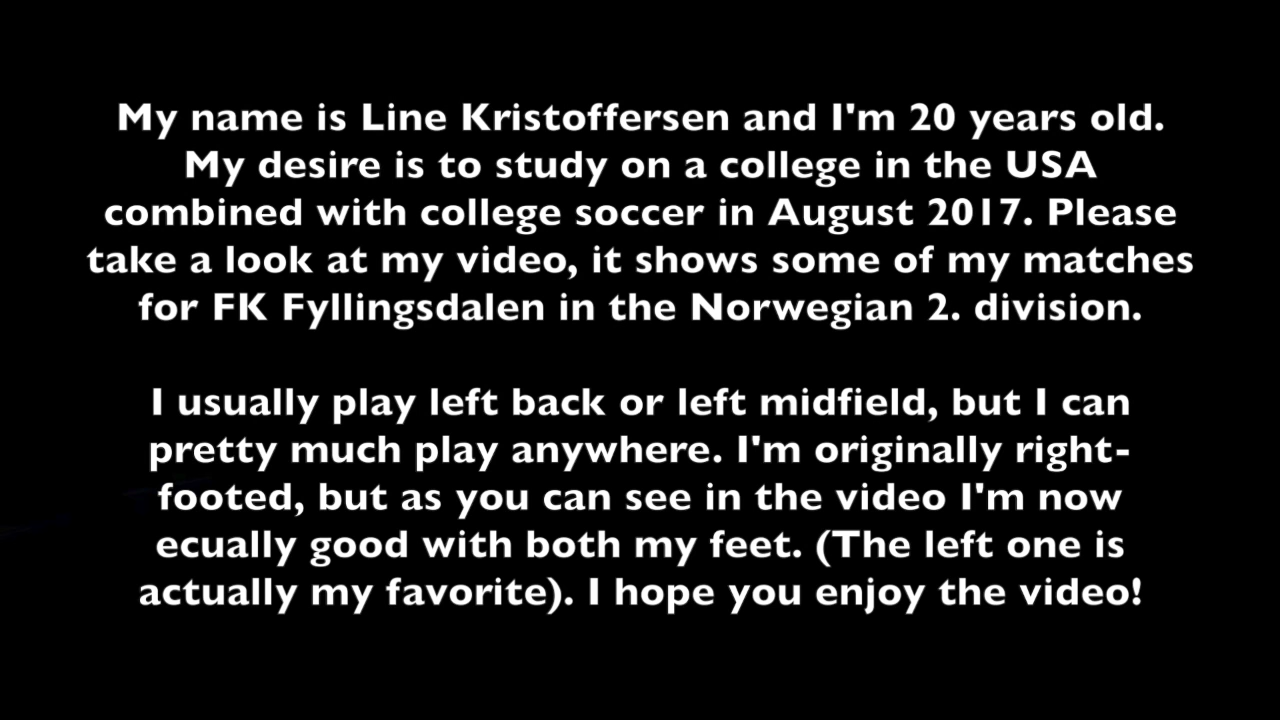 My name is Line Kristoffersen and I'm 20 years old.
My desire is to study on a college in the USA
combined with college soccer in August 2017. Please
take a look at my video, it shows some of my matches
for FK Fyllingsdalen in the Norwegian 2. division.
I usually play left back or left midfield, but I can
pretty much play anywhere. I'm originally right-
footed, but as you can see in the video I'm now
ecually good with both my feet. (The left one is
actually my favorite). I hope you enjoy the video!